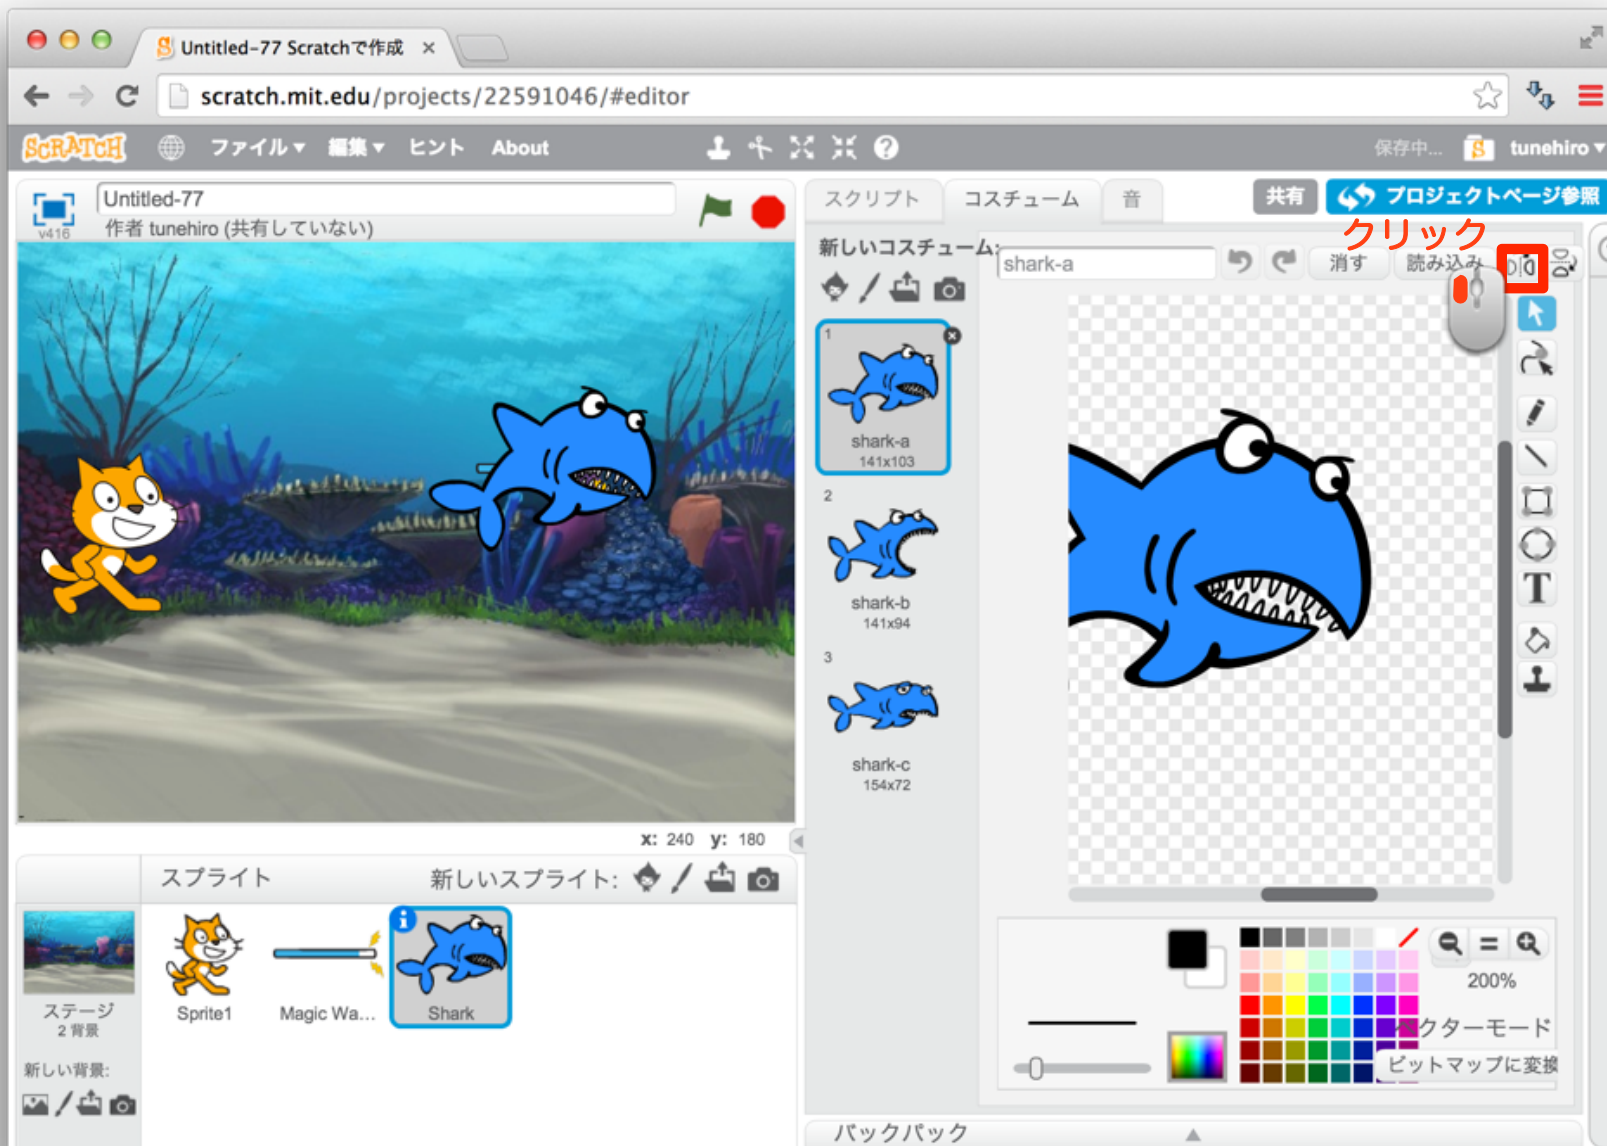 Untitled-77 Scratchで作成
scratch.mit.edu/projects/22591046/#editor
SCRATCH ファイル 編集 ヒント About 保存中... tunehiro
v416
Untitled-77
作者 tunehiro (共有していない)
スクリプト コスチューム 音 共有 プロジェクトページ参照
クリック
新しいコスチューム:
shark-a 消す 読み込み
1
shark-a
141x103
2
shark-b
141x94
3
shark-c
154x72
x: 240 y: 180
スプライト 新しいスプライト:
ステージ
2 背景
新しい背景:
Sprite1 Magic Wa... Shark
200%
ベクターモード
ビットマップに変換
バックパック